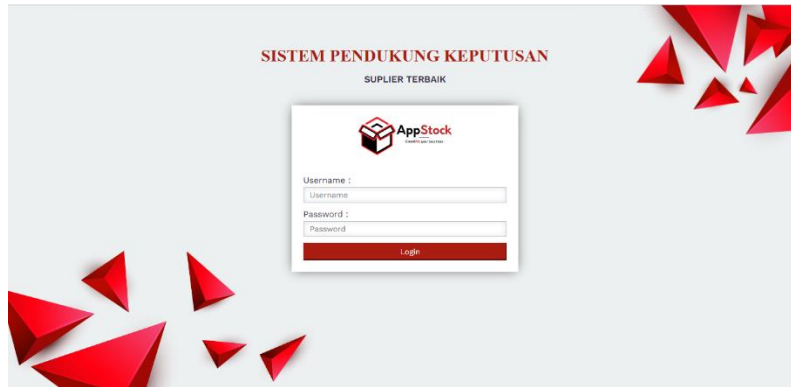 SISTEM PENDUKUNG KEPUTUSAN
SUPLIER TERBAIK
AppStock
Username :
Username
Password :
Password
Login